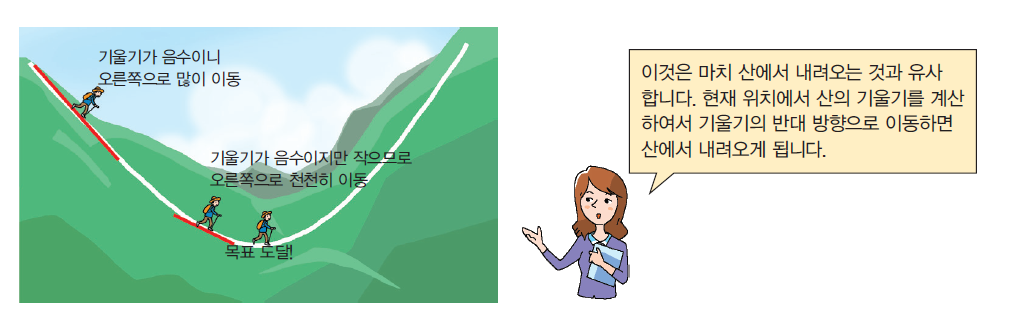 기울기가 음수이니
오른쪽으로 많이 이동
기울기가 음수이지만 작으므로
오른쪽으로 천천히 이동
목표 도달!
이것은 마치 산에서 내려오는 것과 유사
합니다. 현재 위치에서 산의 기울기를 계산
하여서 기울기의 반대 방향으로 이동하면
산에서 내려오게 됩니다.